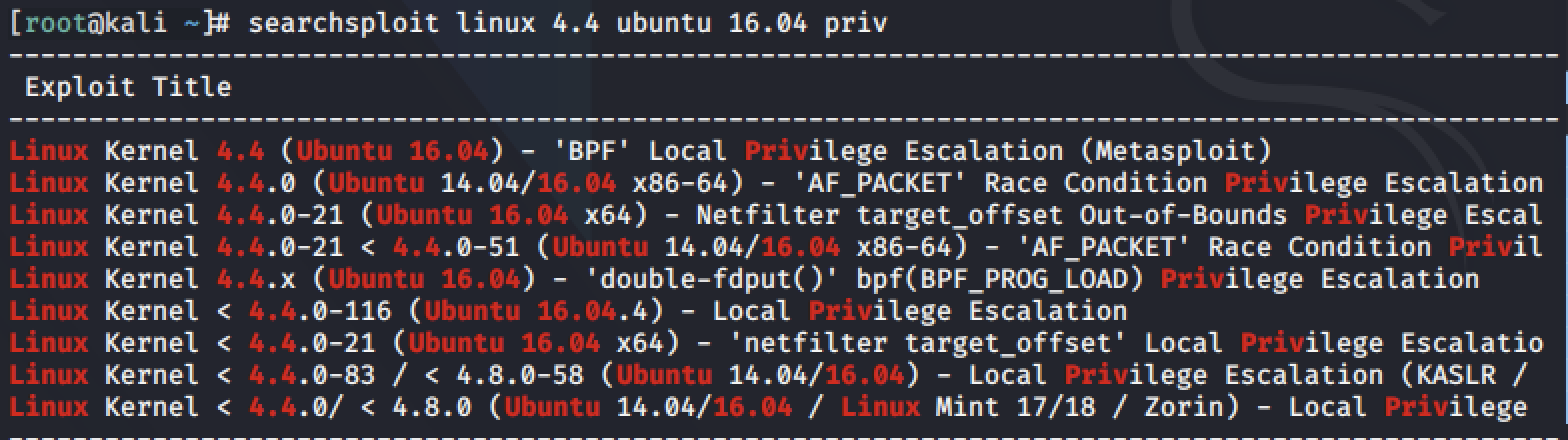 [root@kali ~]# searchsploit linux 4.4 ubuntu 16.04 priv
--------------------------------------------------------------------------------------------------
Exploit Title
--------------------------------------------------------------------------------------------------
Linux Kernel 4.4 (Ubuntu 16.04) - 'BPF' Local Privilege Escalation (Metasploit)
Linux Kernel 4.4.0 (Ubuntu 14.04/16.04 x86-64) - 'AF_PACKET' Race Condition Privilege Escalation
Linux Kernel 4.4.0-21 (Ubuntu 16.04 x64) - Netfilter target_offset Out-of-Bounds Privilege Escal
Linux Kernel 4.4.0-21 < 4.4.0-51 (Ubuntu 14.04/16.04 x86-64) - 'AF_PACKET' Race Condition Privil
Linux Kernel 4.4.x (Ubuntu 16.04) - 'double-fdput()' bpf(BPF_PROG_LOAD) Privilege Escalation
Linux Kernel < 4.4.0-116 (Ubuntu 16.04.4) - Local Privilege Escalation
Linux Kernel < 4.4.0-21 (Ubuntu 16.04 x64) - 'netfilter target_offset' Local Privilege Escalatio
Linux Kernel < 4.4.0-83 / < 4.8.0-58 (Ubuntu 14.04/16.04) - Local Privilege Escalation (KASLR /
Linux Kernel < 4.4.0/ < 4.8.0 (Ubuntu 14.04/16.04 / Linux Mint 17/18 / Zorin) - Local Privilege
--------------------------------------------------------------------------------------------------